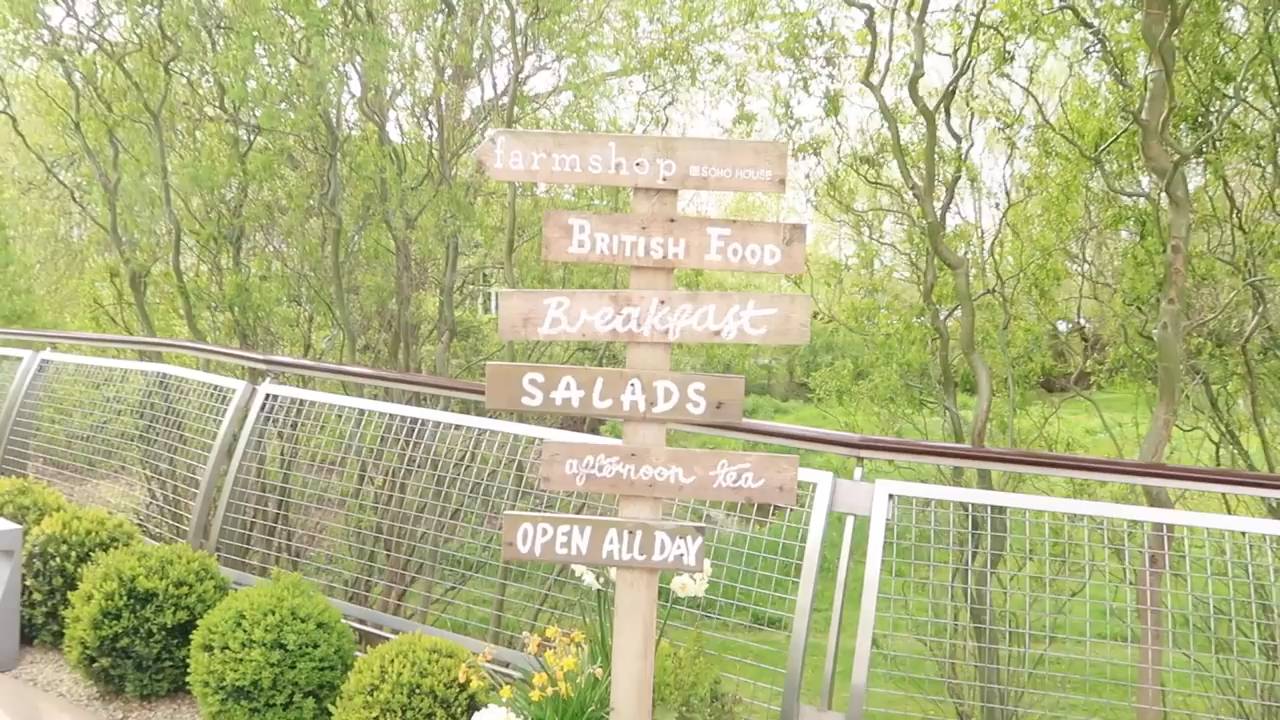 farmshop SOHO HOUSE
BRITISH FOOD
Breakfast
SALADS
afternoon tea
OPEN ALL DAY